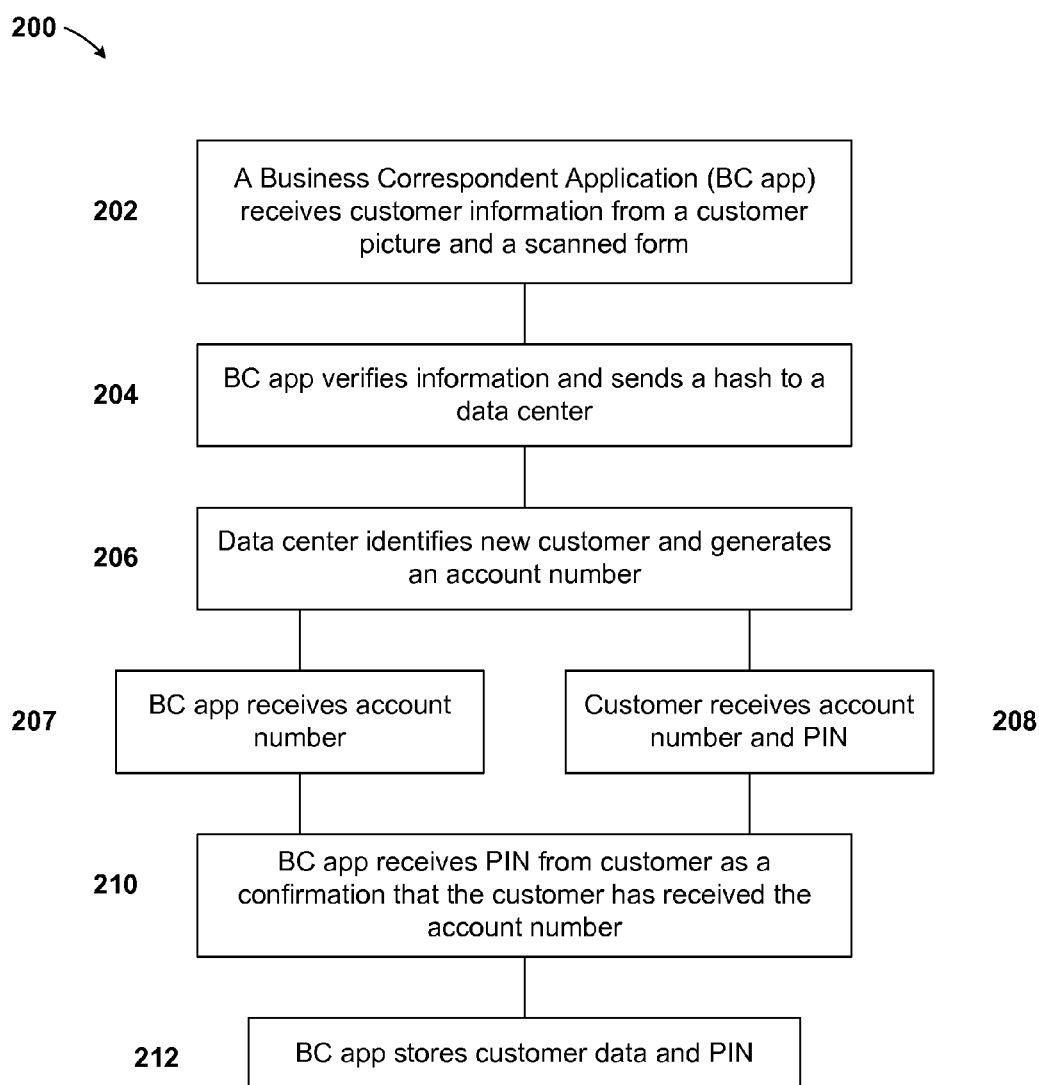 200
202
A Business Correspondent Application (BC app)
receives customer information from a customer
picture and a scanned form
204
BC app verifies information and sends a hash to a
data center
206
Data center identifies new customer and generates
an account number
207
BC app receives account
number
Customer receives account
number and PIN
208
210
BC app receives PIN from customer as a
confirmation that the customer has received the
account number
212
BC app stores customer data and PIN